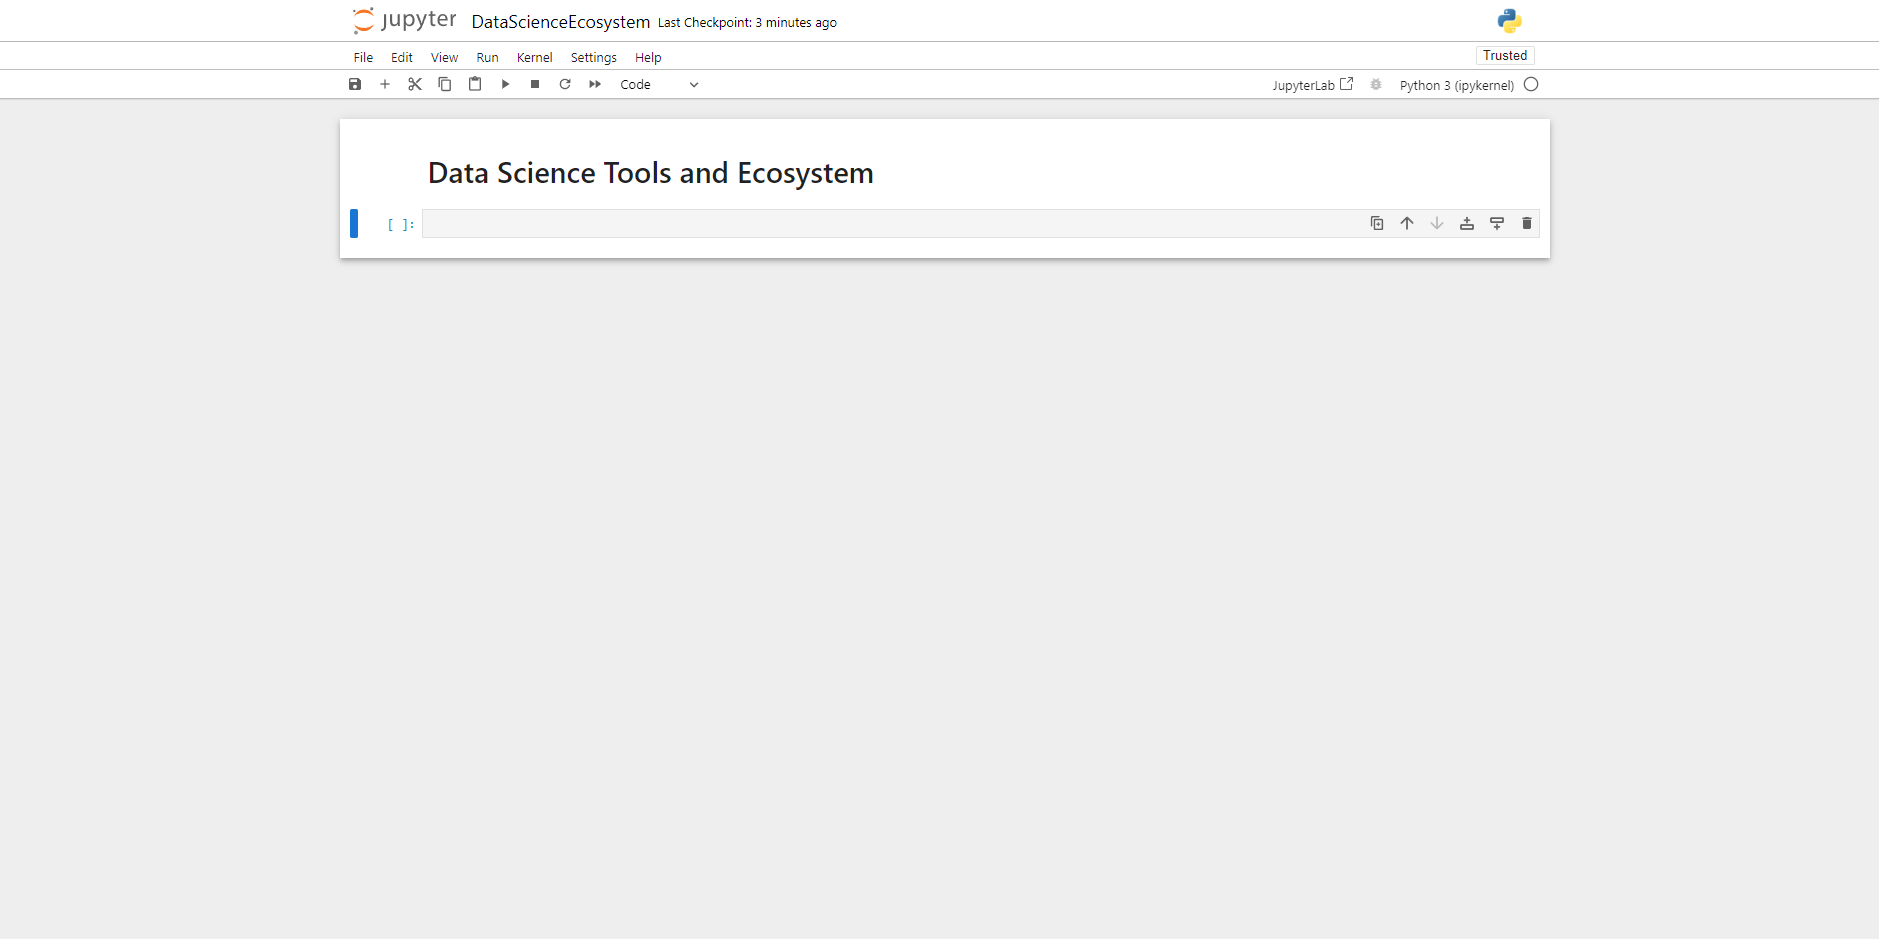 jupyter DataScienceEcosystem Last Checkpoint: 3 minutes ago
File Edit View Run Kernel Settings Help Trusted
Code JupyterLab Python 3 (ipykernel)
Data Science Tools and Ecosystem
[ ]: